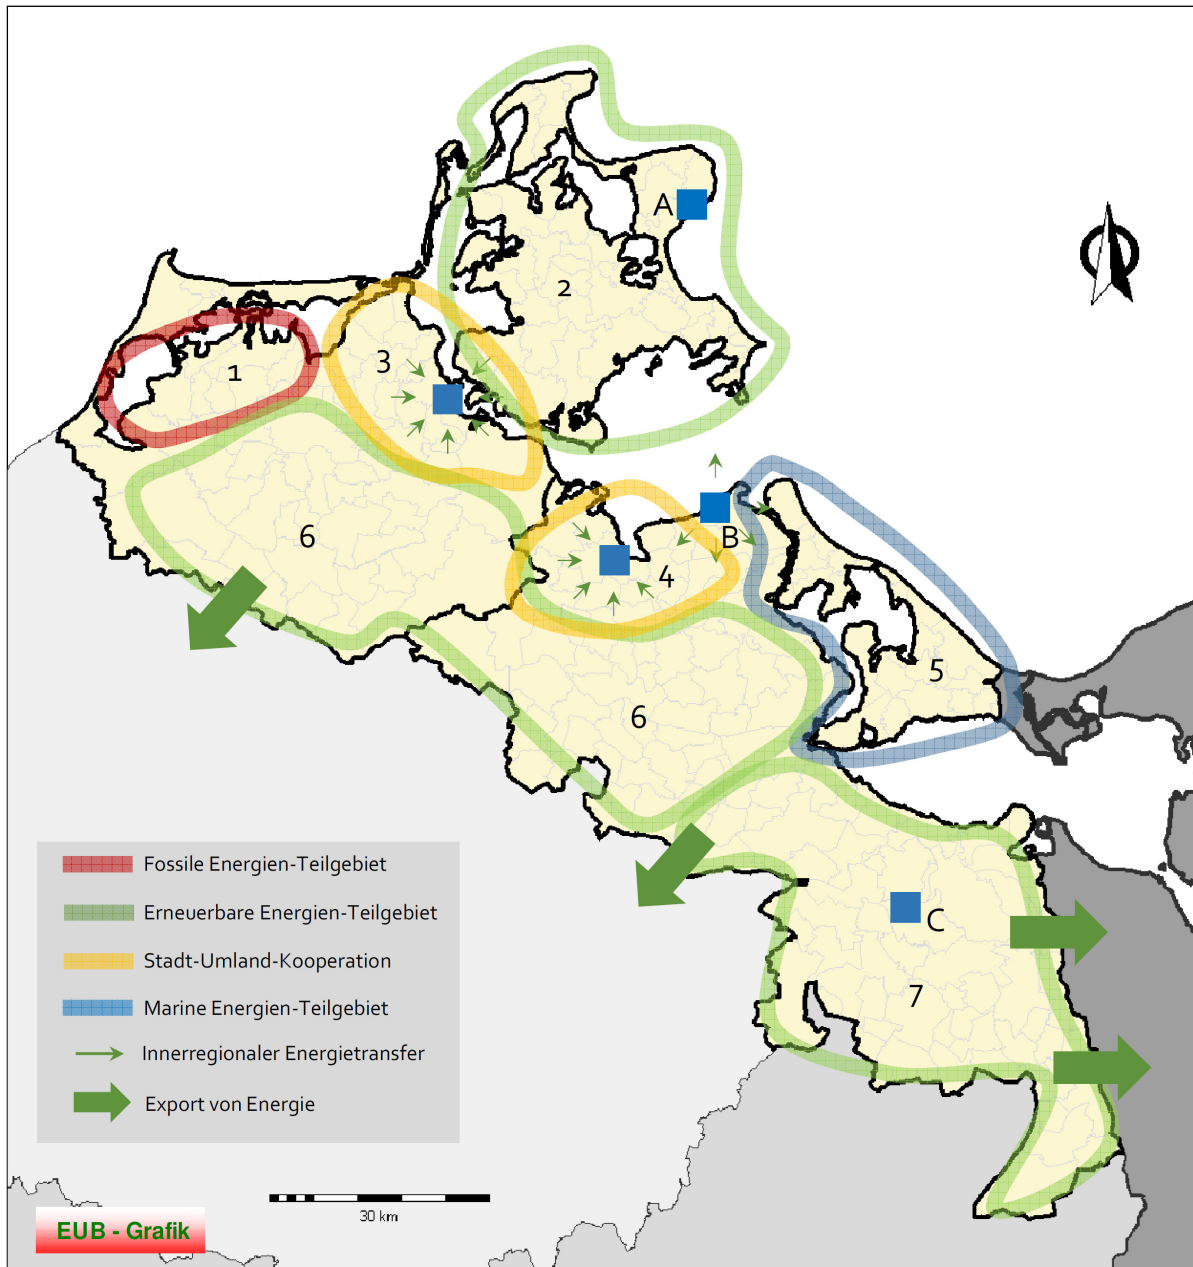 A
2
3
1
B
6
4
5
6
C
7
Fossile Energien-Teilgebiet
Erneuerbare Energien-Teilgebiet
Stadt-Umland-Kooperation
Marine Energien-Teilgebiet
Innerregionaler Energietransfer
Export von Energie
30 km
EUB - Grafik